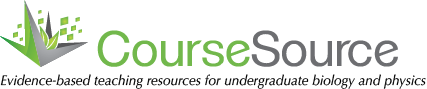 CourseSource
Evidence-based teaching resources for undergraduate biology and physics